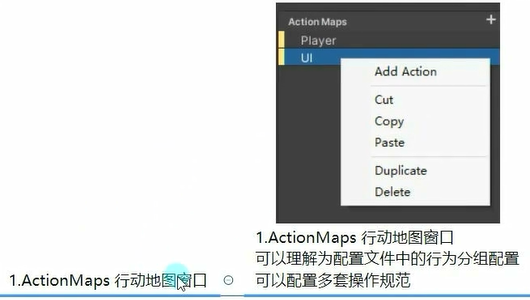 Action Maps +
Player
UI
Add Action
Cut
Copy
Paste
Duplicate
Delete
1.ActionMaps 行动地图窗口
可以理解为配置文件中的行为分组配置
可以配置多套操作规范
1.ActionMaps 行动地图窗口